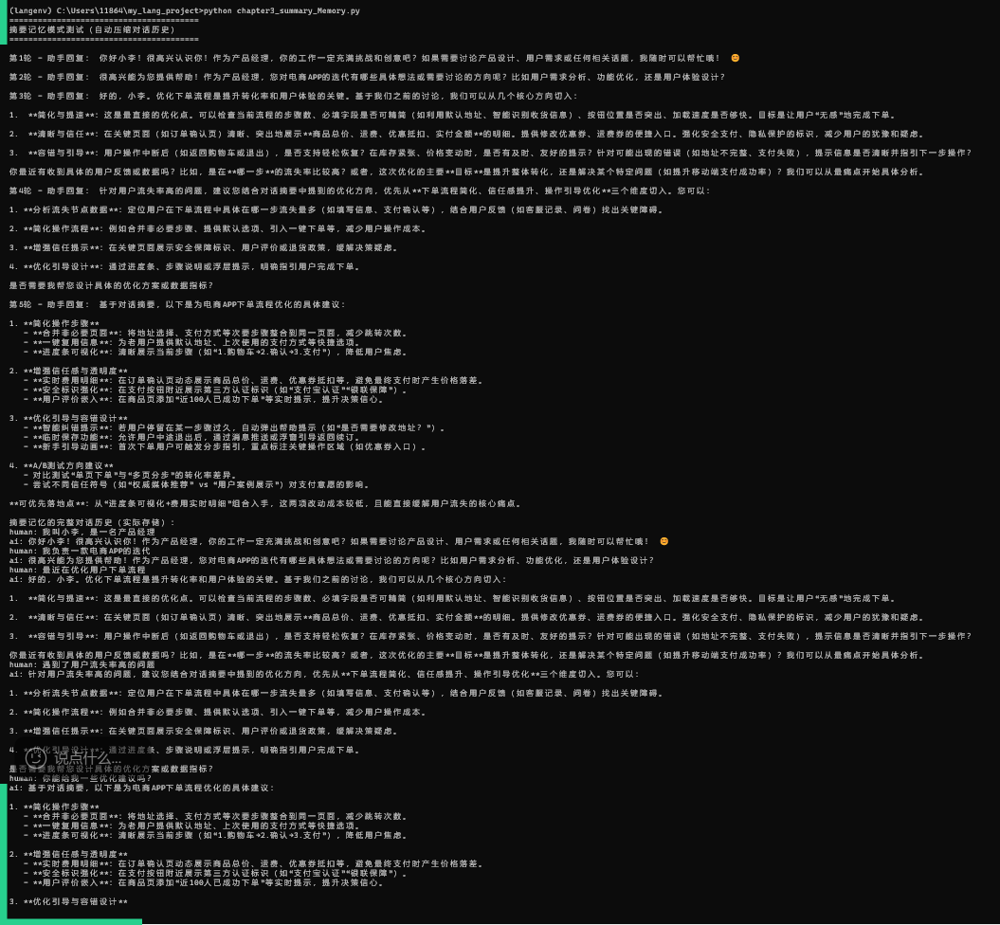 (langenv) C:\Users\11864\my_lang_project>python chapter3_summary_Memory.py
========================================
摘要记忆模式测试（自动压缩对话历史）
========================================
第1轮 - 助手回复： 你好小李！很高兴认识你！作为产品经理，你的工作一定充满挑战和创意吧？如果需要讨论产品设计、用户需求或任何相关话题，我随时可以帮忙哦！ 😊
第2轮 - 助手回复： 很高兴能为您提供帮助！作为产品经理，您对电商APP的迭代有哪些具体想法或需要讨论的方向呢？比如用户需求分析、功能优化，还是用户体验设计？
第3轮 - 助手回复： 好的，小李。优化下单流程是提升转化率和用户体验的关键。基于我们之前的讨论，我们可以从几个核心方向切入：
1. **简化与提速**：这是最直接的优化点。可以检查当前流程的步骤数、必填字段是否可精简（如利用默认地址、智能识别收货信息）、按钮位置是否突出、加载速度是否够快。目标是让用户“无感”地完成下单。
2. **清晰与信任**：在关键页面（如订单确认页）清晰、突出地展示**商品总价、运费、优惠抵扣、实付金额**的明细。提供修改优惠券、运费券的便捷入口。强化安全支付、隐私保护的标识，减少用户的犹豫和疑虑。
3. **容错与引导**：用户操作中断后（如返回购物车或退出），是否支持轻松恢复？在库存紧张、价格变动时，是否有及时、友好的提示？针对可能出现的错误（如地址不完整、支付失败），提示信息是否清晰并指引下一步操作？
你最近有收到具体的用户反馈或数据吗？比如，是在**哪一步**的流失率比较高？或者，这次优化的主要**目标**是提升整体转化，还是解决某个特定问题（如提升移动端支付成功率）？我们可以从最痛点开始具体分析。
第4轮 - 助手回复： 针对用户流失率高的问题，建议您结合对话摘要中提到的优化方向，优先从**下单流程简化、信任感提升、操作引导优化**三个维度切入。您可以：
1. **分析流失节点数据**：定位用户在下单流程中具体在哪一步流失最多（如填写信息、支付确认等），结合用户反馈（如客服记录、问卷）找出关键障碍。
2. **简化操作流程**：例如合并非必要步骤、提供默认选项、引入一键下单等，减少用户操作成本。
3. **增强信任提示**：在关键页面展示安全保障标识、用户评价或退货政策，缓解决策疑虑。
4. **优化引导设计**：通过进度条、步骤说明或浮层提示，明确指引用户完成下单。
是否需要我帮您设计具体的优化方案或数据指标？
第5轮 - 助手回复： 基于对话摘要，以下是为电商APP下单流程优化的具体建议：
1. **简化操作步骤**
- **合并非必要页面**：将地址选择、支付方式等次要步骤整合到同一页面，减少跳转次数。
- **一键复用信息**：为老用户提供默认地址、上次使用的支付方式等快捷选项。
- **进度条可视化**：清晰展示当前步骤（如“1.购物车→2.确认→3.支付”），降低用户焦虑。
2. **增强信任感与透明度**
- **实时费用明细**：在订单确认页动态展示商品总价、运费、优惠券抵扣等，避免最终支付时产生价格落差。
- **安全标识强化**：在支付按钮附近展示第三方认证标识（如“支付宝认证”“银联保障”）。
- **用户评价嵌入**：在商品页添加“近100人已成功下单”等实时提示，提升决策信心。
3. **优化引导与容错设计**
- **智能纠错提示**：若用户停留在某一步骤过久，自动弹出帮助提示（如“是否需要修改地址？”）。
- **临时保存功能**：允许用户中途退出后，通过消息推送或浮窗引导返回续订。
- **新手引导动画**：首次下单用户可触发分步指引，重点标注关键操作区域（如优惠券入口）。
4. **A/B测试方向建议**
- 对比测试“单页下单”与“多页分步”的转化率差异。
- 尝试不同信任符号（如“权威媒体推荐” vs “用户案例展示”）对支付意愿的影响。
**可优先落地点**：从“进度条可视化+费用实时明细”组合入手，这两项改动成本较低，且能直接缓解用户流失的核心痛点。
摘要记忆的完整对话历史（实际存储）：
human: 我叫小李，是一名产品经理
ai: 你好小李！很高兴认识你！作为产品经理，你的工作一定充满挑战和创意吧？如果需要讨论产品设计、用户需求或任何相关话题，我随时可以帮忙哦！ 😊
human: 我负责一款电商APP的迭代
ai: 很高兴能为您提供帮助！作为产品经理，您对电商APP的迭代有哪些具体想法或需要讨论的方向呢？比如用户需求分析、功能优化，还是用户体验设计？
human: 最近在优化用户下单流程
ai: 好的，小李。优化下单流程是提升转化率和用户体验的关键。基于我们之前的讨论，我们可以从几个核心方向切入：
1. **简化与提速**：这是最直接的优化点。可以检查当前流程的步骤数、必填字段是否可精简（如利用默认地址、智能识别收货信息）、按钮位置是否突出、加载速度是否够快。目标是让用户“无感”地完成下单。
2. **清晰与信任**：在关键页面（如订单确认页）清晰、突出地展示**商品总价、运费、优惠抵扣、实付金额**的明细。提供修改优惠券、运费券的便捷入口。强化安全支付、隐私保护的标识，减少用户的犹豫和疑虑。
3. **容错与引导**：用户操作中断后（如返回购物车或退出），是否支持轻松恢复？在库存紧张、价格变动时，是否有及时、友好的提示？针对可能出现的错误（如地址不完整、支付失败），提示信息是否清晰并指引下一步操作？
你最近有收到具体的用户反馈或数据吗？比如，是在**哪一步**的流失率比较高？或者，这次优化的主要**目标**是提升整体转化，还是解决某个特定问题（如提升移动端支付成功率）？我们可以从最痛点开始具体分析。
human: 遇到了用户流失率高的问题
ai: 针对用户流失率高的问题，建议您结合对话摘要中提到的优化方向，优先从**下单流程简化、信任感提升、操作引导优化**三个维度切入。您可以：
1. **分析流失节点数据**：定位用户在下单流程中具体在哪一步流失最多（如填写信息、支付确认等），结合用户反馈（如客服记录、问卷）找出关键障碍。
2. **简化操作流程**：例如合并非必要步骤、提供默认选项、引入一键下单等，减少用户操作成本。
3. **增强信任提示**：在关键页面展示安全保障标识、用户评价或退货政策，缓解决策疑虑。
4. **优化引导设计**：通过进度条、步骤说明或浮层提示，明确指引用户完成下单。
说点什么...
是否需要我帮您设计具体的优化方案或数据指标？
human: 你能给我一些优化建议吗？
ai: 基于对话摘要，以下是为电商APP下单流程优化的具体建议：
1. **简化操作步骤**
- **合并非必要页面**：将地址选择、支付方式等次要步骤整合到同一页面，减少跳转次数。
- **一键复用信息**：为老用户提供默认地址、上次使用的支付方式等快捷选项。
- **进度条可视化**：清晰展示当前步骤（如“1.购物车→2.确认→3.支付”），降低用户焦虑。
2. **增强信任感与透明度**
- **实时费用明细**：在订单确认页动态展示商品总价、运费、优惠券抵扣等，避免最终支付时产生价格落差。
- **安全标识强化**：在支付按钮附近展示第三方认证标识（如“支付宝认证”“银联保障”）。
- **用户评价嵌入**：在商品页添加“近100人已成功下单”等实时提示，提升决策信心。
3. **优化引导与容错设计**